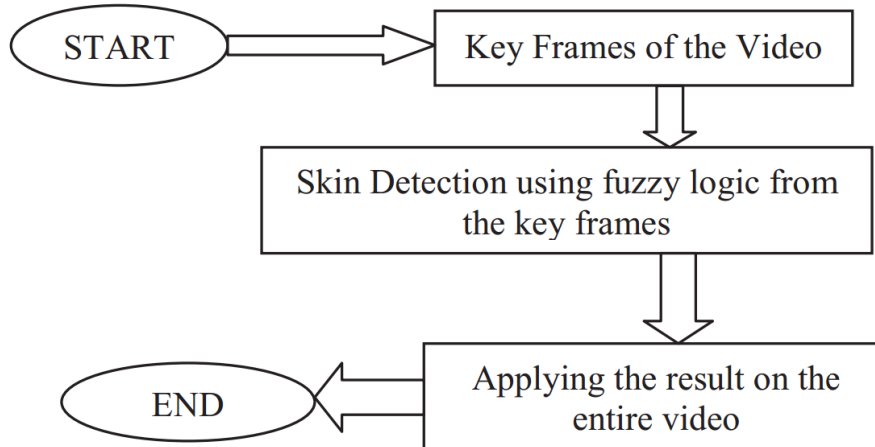 START
Key Frames of the Video
Skin Detection using fuzzy logic from
the key frames
Applying the result on the
entire video
END